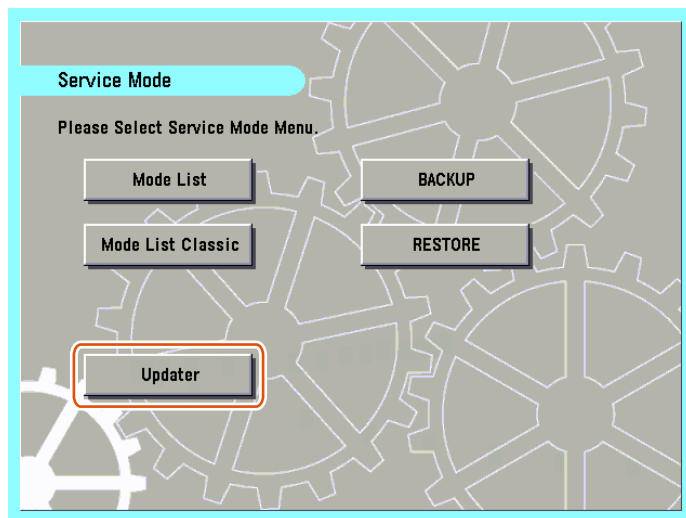 Service Mode
Please Select Service Mode Menu.
Mode List
BACKUP
Mode List Classic
RESTORE
Updater